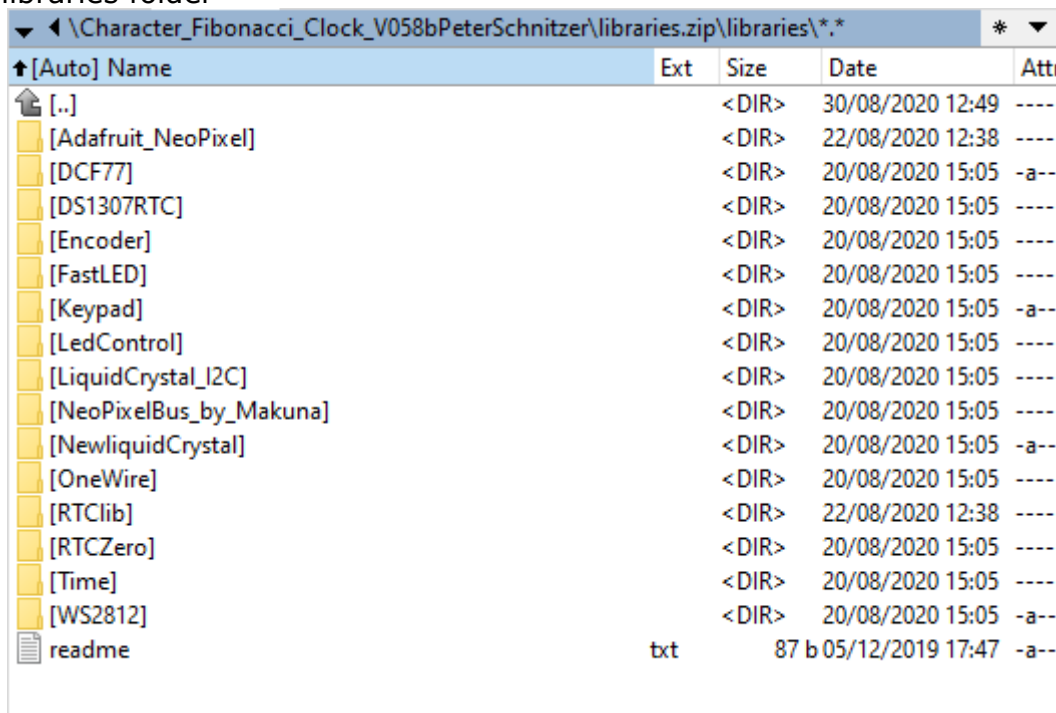 libraries folder
\Character_Fibonacci_Clock_V058bPeterSchnitzer\libraries.zip\libraries\*.* *
[Auto] Name Ext Size Date Attr
[..] <DIR> 30/08/2020 12:49 ----
[Adafruit_NeoPixel] <DIR> 22/08/2020 12:38 ----
[DCF77] <DIR> 20/08/2020 15:05 -a--
[DS1307RTC] <DIR> 20/08/2020 15:05 ----
[Encoder] <DIR> 20/08/2020 15:05 ----
[FastLED] <DIR> 20/08/2020 15:05 ----
[Keypad] <DIR> 20/08/2020 15:05 -a--
[LedControl] <DIR> 20/08/2020 15:05 ----
[LiquidCrystal_I2C] <DIR> 20/08/2020 15:05 ----
[NeoPixelBus_by_Makuna] <DIR> 20/08/2020 15:05 ----
[NewliquidCrystal] <DIR> 20/08/2020 15:05 -a--
[OneWire] <DIR> 20/08/2020 15:05 ----
[RTClib] <DIR> 22/08/2020 12:38 ----
[RTCZero] <DIR> 20/08/2020 15:05 ----
[Time] <DIR> 20/08/2020 15:05 ----
[WS2812] <DIR> 20/08/2020 15:05 -a--
readme txt 87 b 05/12/2019 17:47 -a--